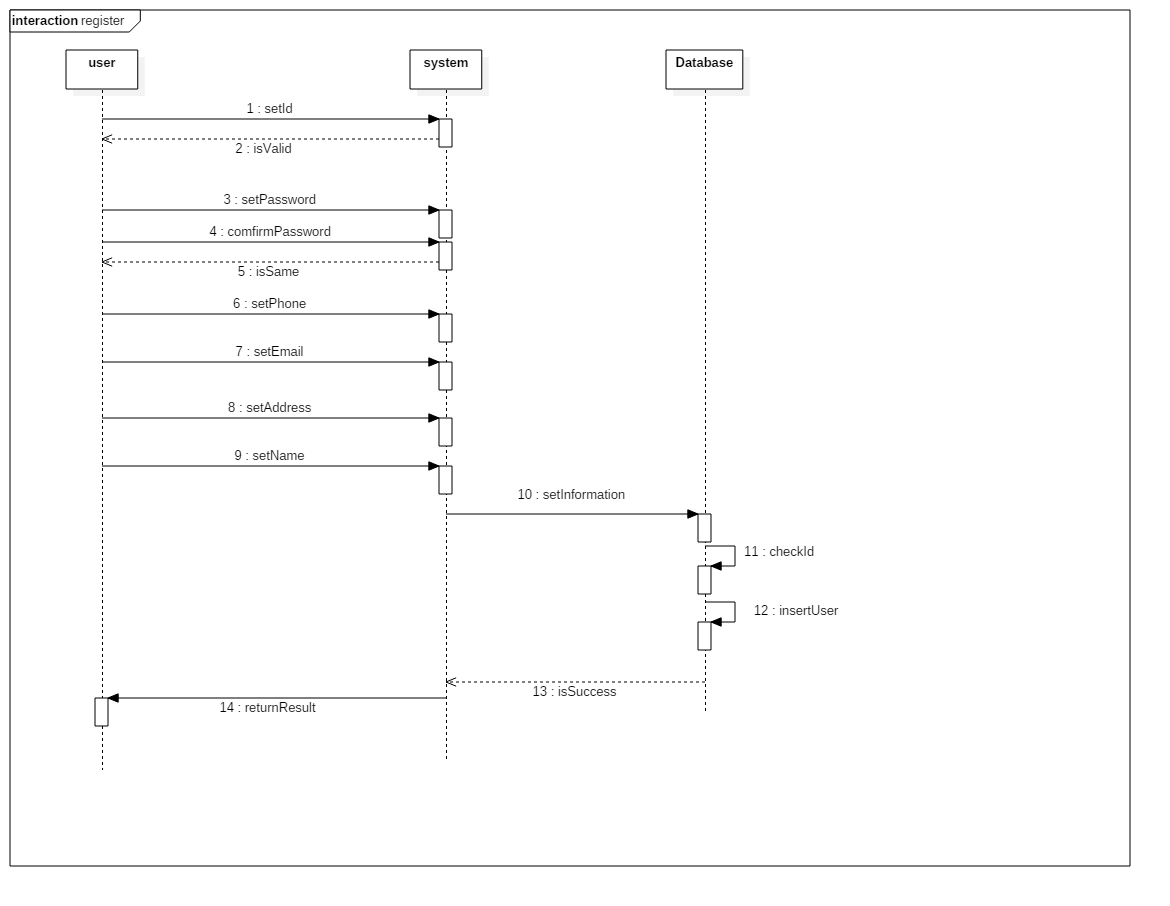 interaction register
user
system
Database
1 : setId
2 : isValid
3 : setPassword
4 : comfirmPassword
5 : isSame
6 : setPhone
7 : setEmail
8 : setAddress
9 : setName
10 : setInformation
11 : checkId
12 : insertUser
13 : isSuccess
14 : returnResult